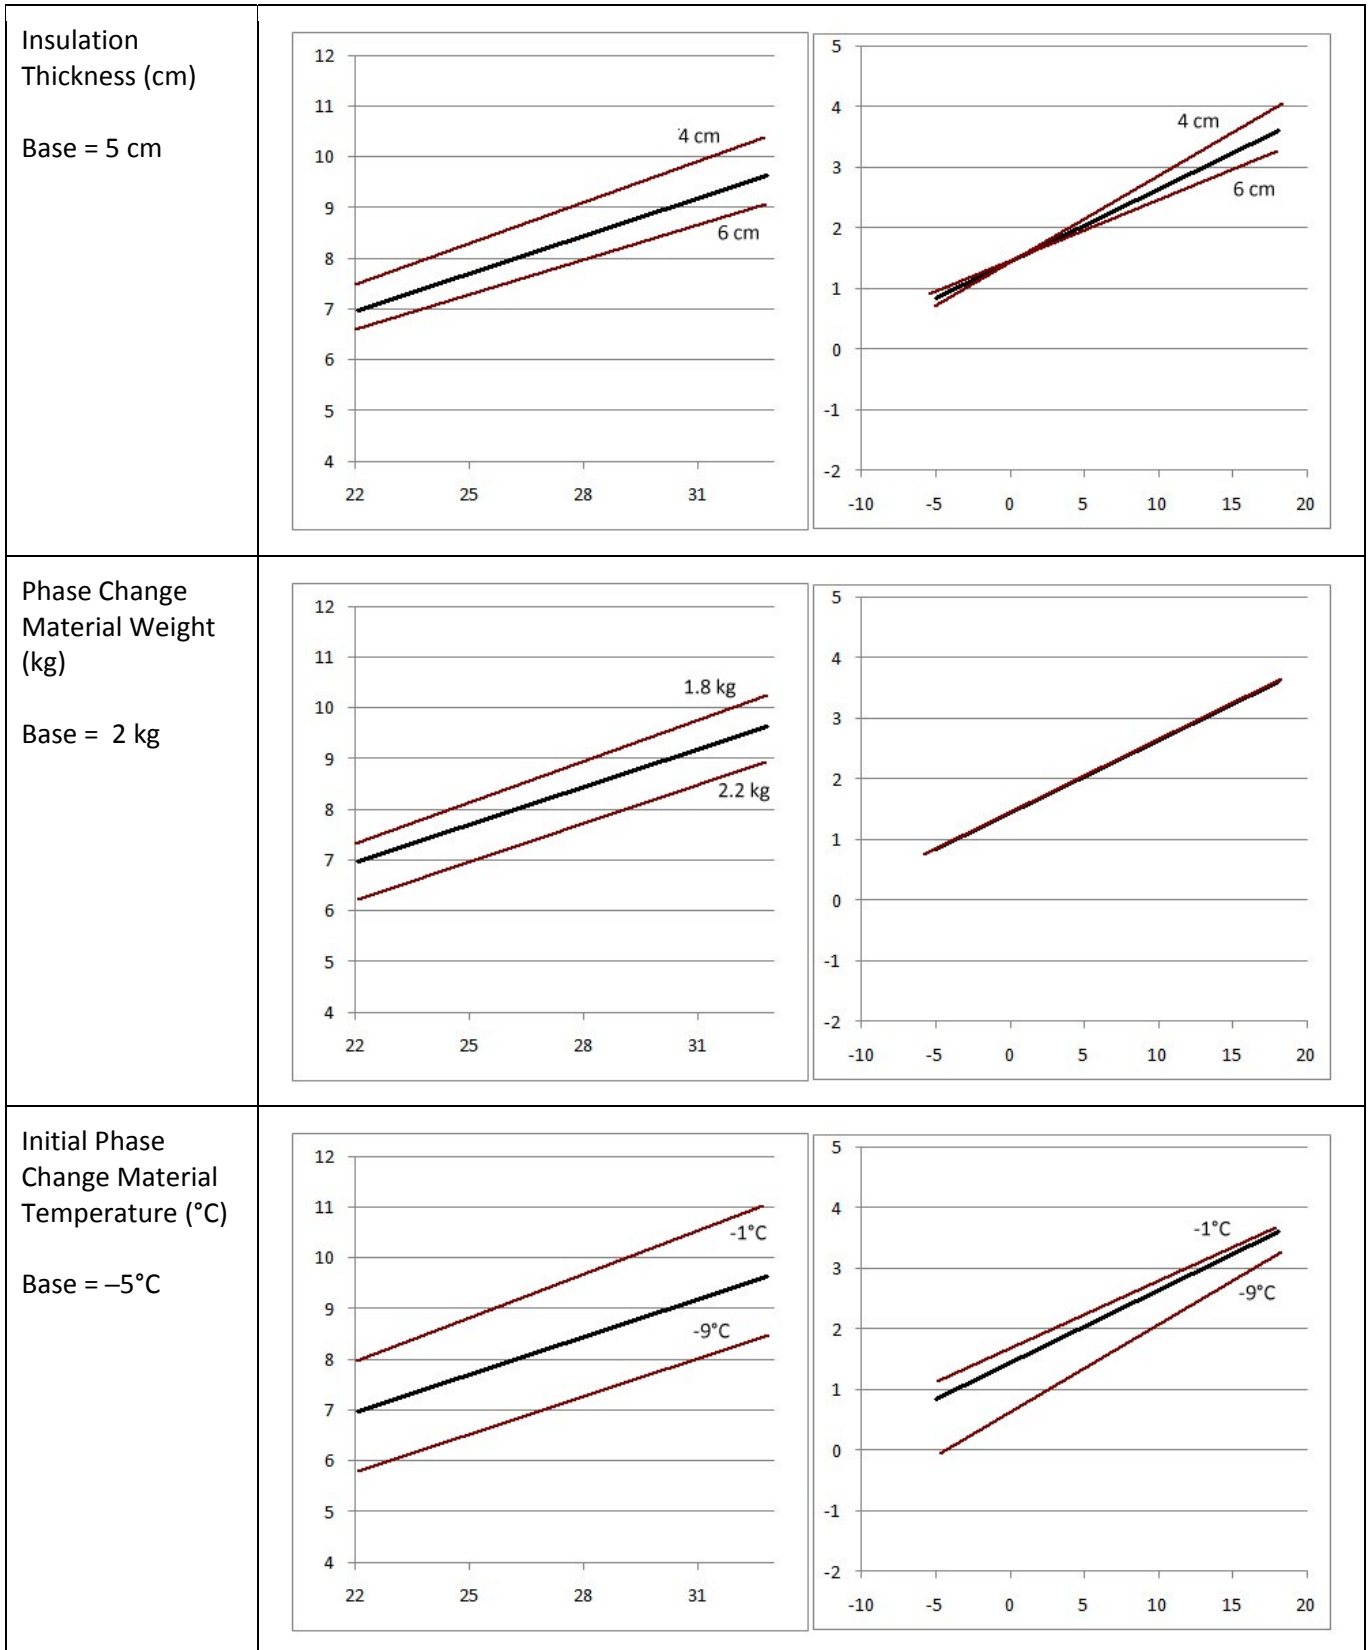 Insulation
Thickness (cm)
Base = 5 cm
12
11
10
9
8
7
6
5
4
22 25 28 31
4 cm
6 cm
5
4
3
2
1
0
-1
-2
-10 -5 0 5 10 15 20
4 cm
6 cm
Phase Change
Material Weight
(kg)
Base = 2 kg
12
11
10
9
8
7
6
5
4
22 25 28 31
1.8 kg
2.2 kg
5
4
3
2
1
0
-1
-2
-10 -5 0 5 10 15 20
Initial Phase
Change Material
Temperature (°C)
Base = –5°C
12
11
10
9
8
7
6
5
4
22 25 28 31
-1°C
-9°C
5
4
3
2
1
0
-1
-2
-10 -5 0 5 10 15 20
-1°C
-9°C